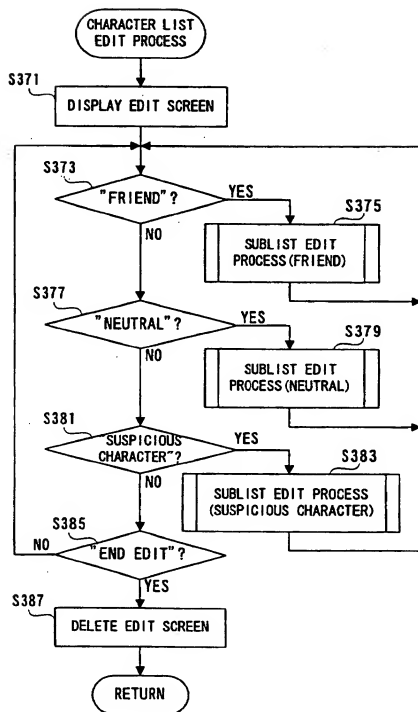 CHARACTER LIST
EDIT PROCESS
S371
DISPLAY EDIT SCREEN
S373
"FRIEND"?
YES
NO
S375
SUBLIST EDIT
PROCESS(FRIEND)
S377
"NEUTRAL"?
YES
NO
S379
SUBLIST EDIT
PROCESS(NEUTRAL)
S381
SUSPICIOUS
CHARACTER"?
YES
NO
S383
SUBLIST EDIT PROCESS
(SUSPICIOUS CHARACTER)
S385
NO
"END EDIT"?
YES
S387
DELETE EDIT SCREEN
RETURN